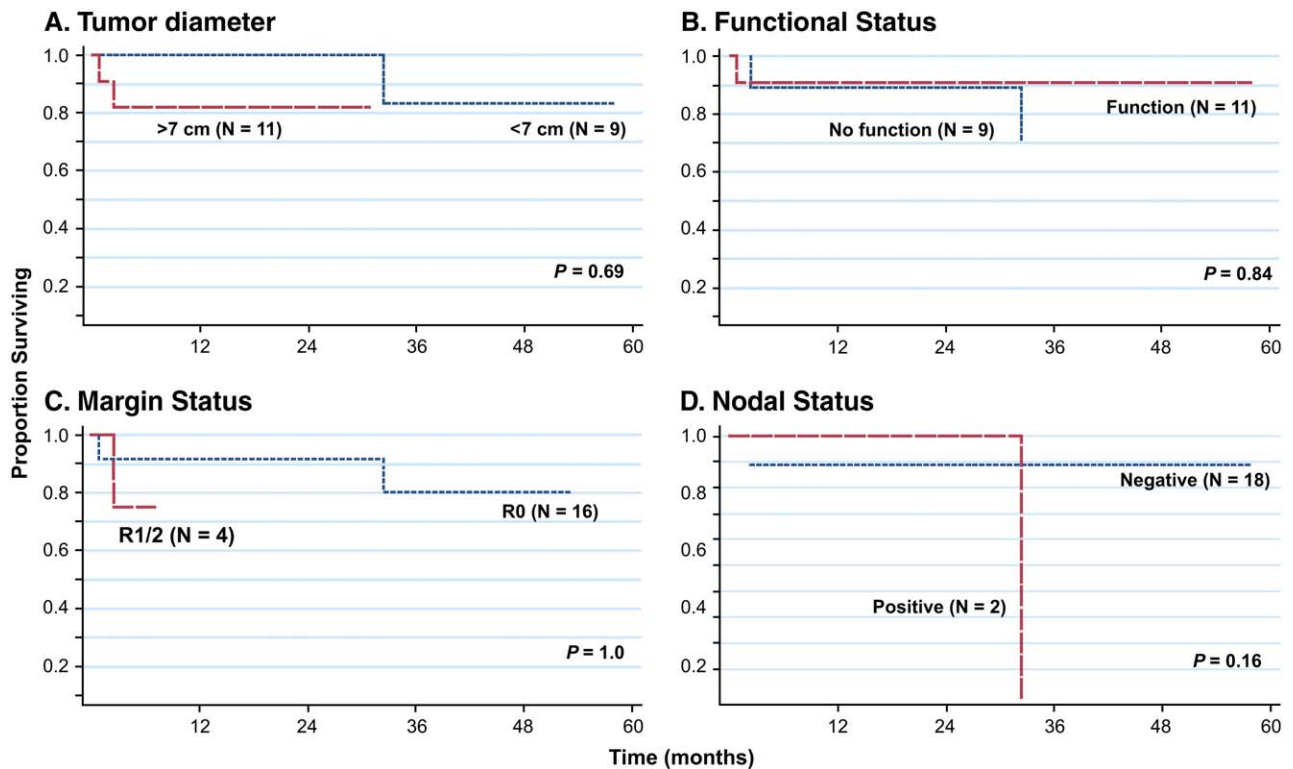 A. Tumor diameter
1.0
0.8
0.6
0.4
0.2
>7 cm (N = 11)
<7 cm (N = 9)
P = 0.69
12 24 36 48 60
B. Functional Status
1.0
0.8
0.6
0.4
0.2
Function (N = 11)
No function (N = 9)
P = 0.84
12 24 36 48 60
Proportion Surviving
C. Margin Status
1.0
0.8
0.6
0.4
0.2
R0 (N = 16)
R1/2 (N = 4)
P = 1.0
12 24 36 48 60
D. Nodal Status
1.0
0.8
0.6
0.4
0.2
Negative (N = 18)
Positive (N = 2)
P = 0.16
12 24 36 48 60
Time (months)